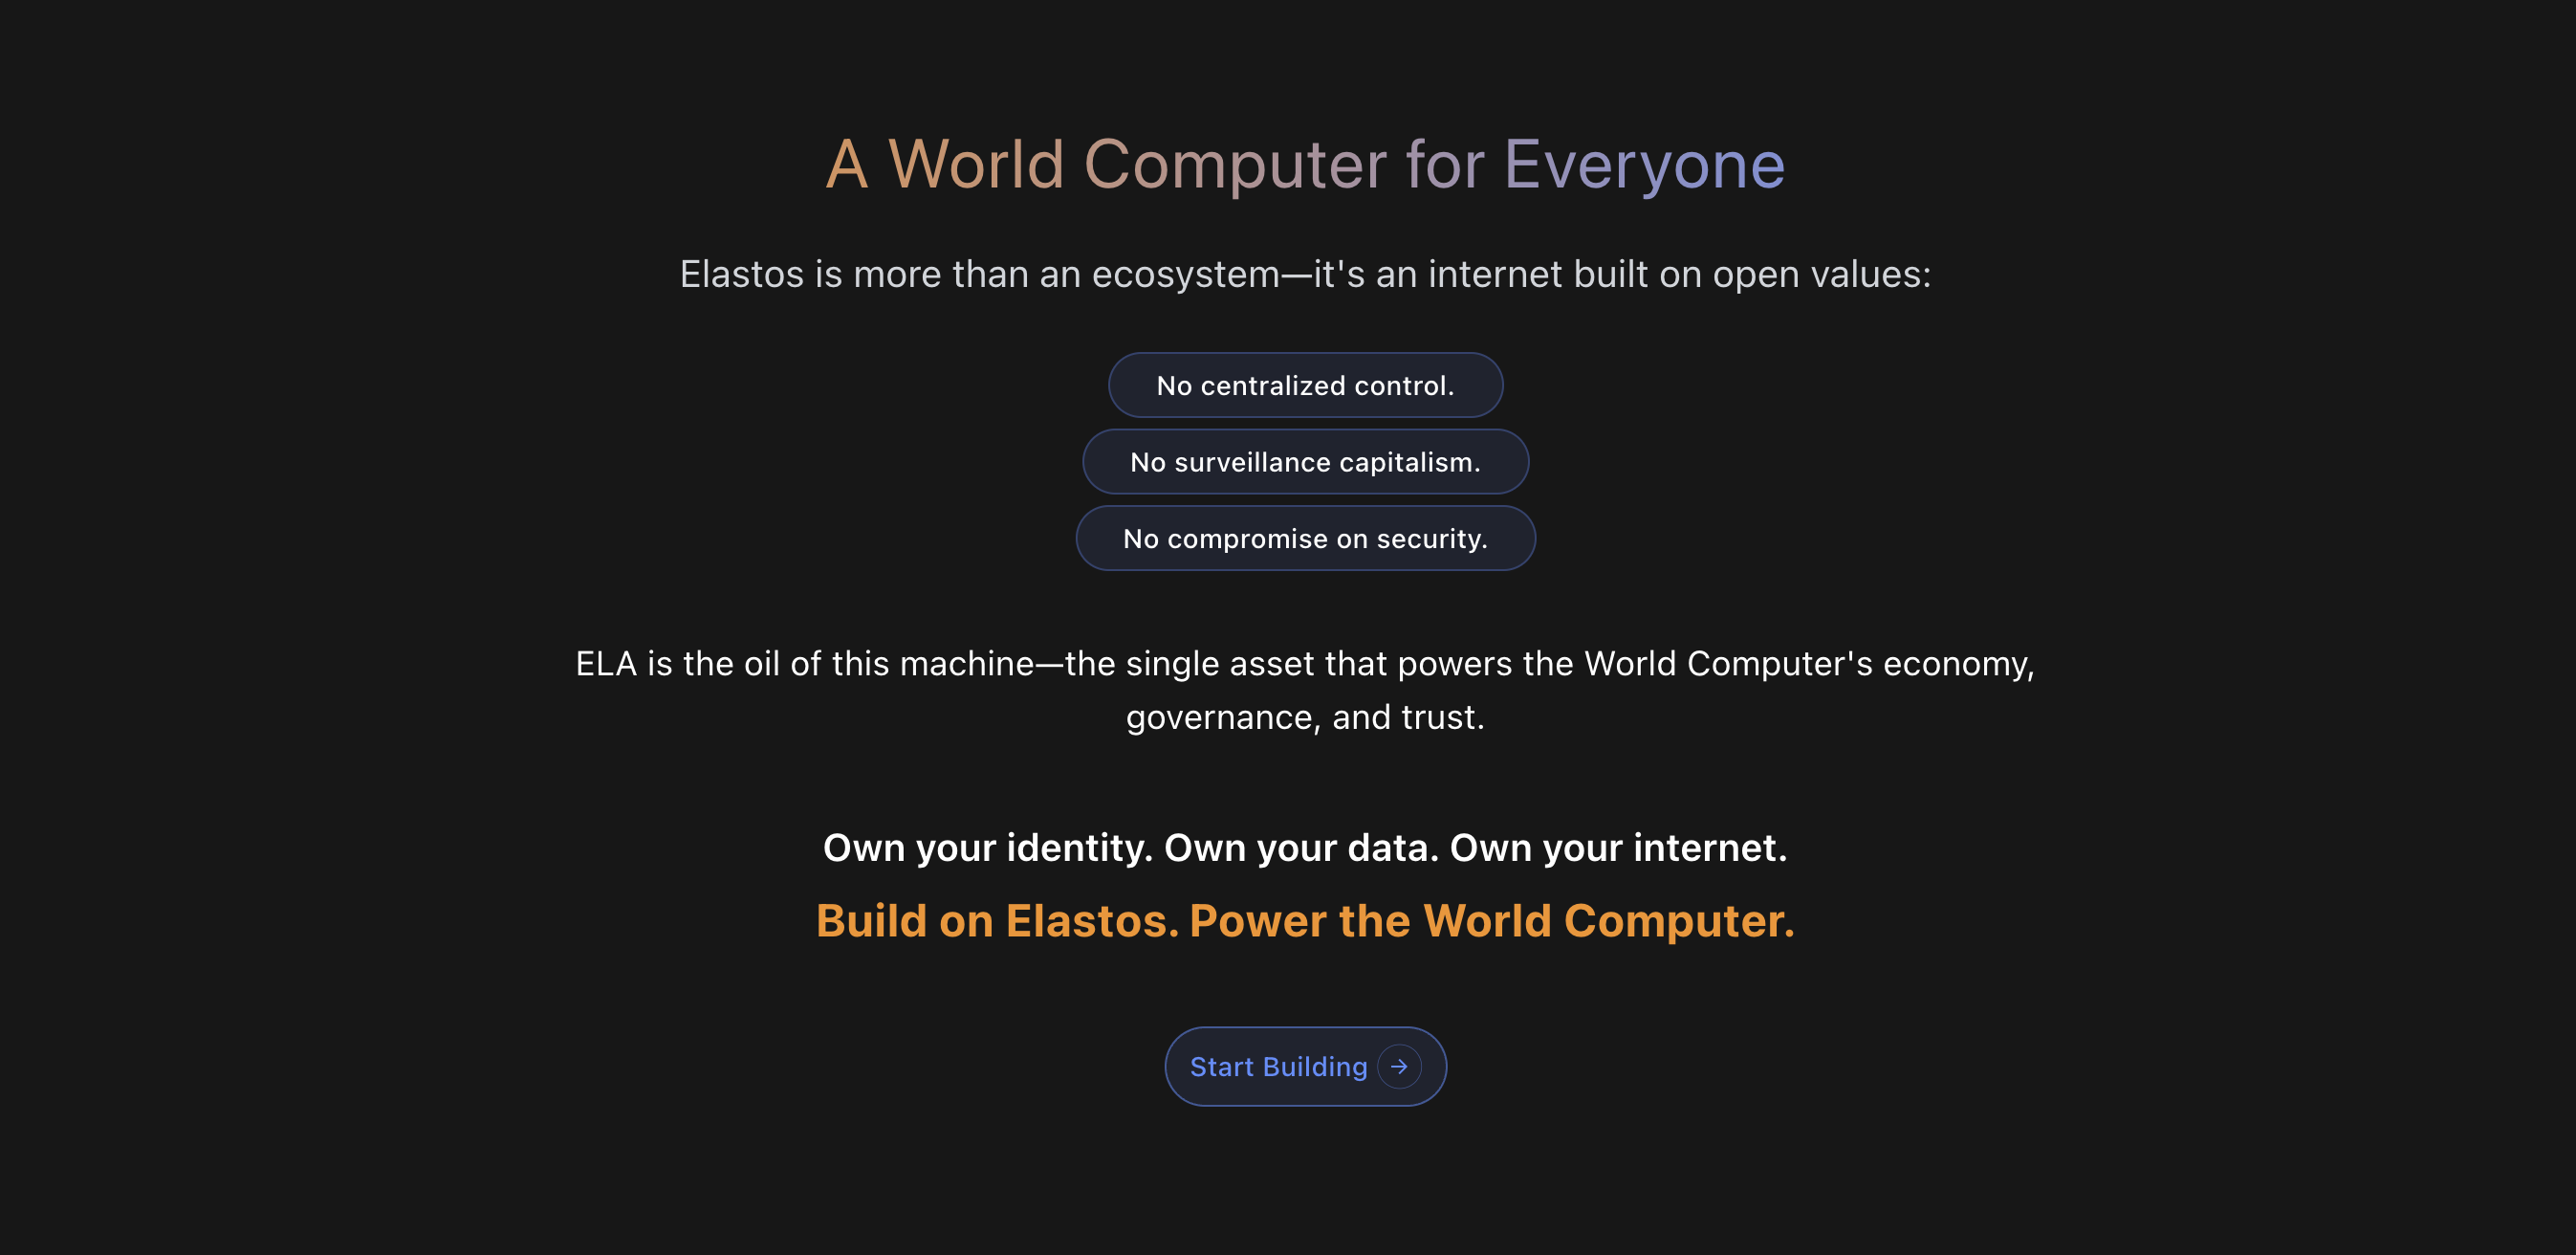 A World Computer for Everyone
Elastos is more than an ecosystem—it's an internet built on open values:
No centralized control.
No surveillance capitalism.
No compromise on security.
ELA is the oil of this machine—the single asset that powers the World Computer's economy,
governance, and trust.
Own your identity. Own your data. Own your internet.
Build on Elastos. Power the World Computer.
Start Building